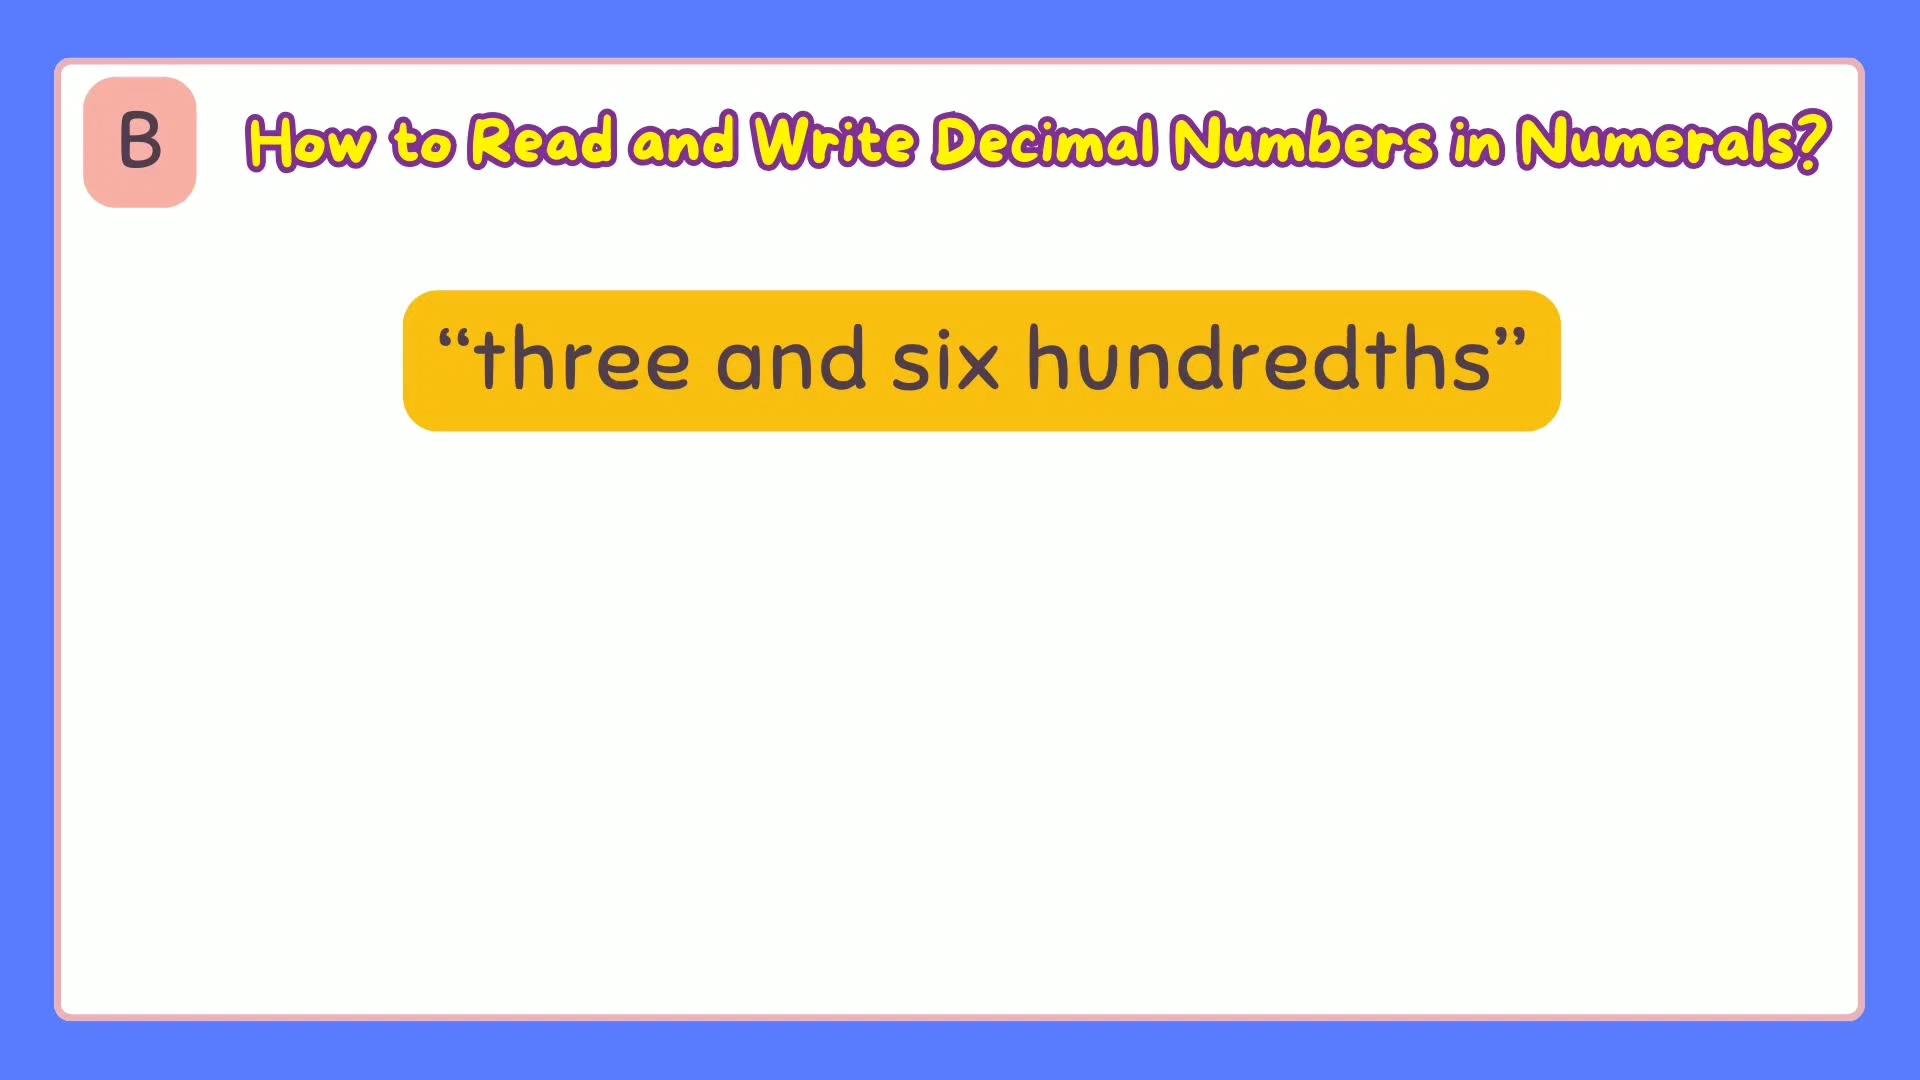 B
How to Read and Write Decimal Numbers in Numerals?
“three and six hundredths”